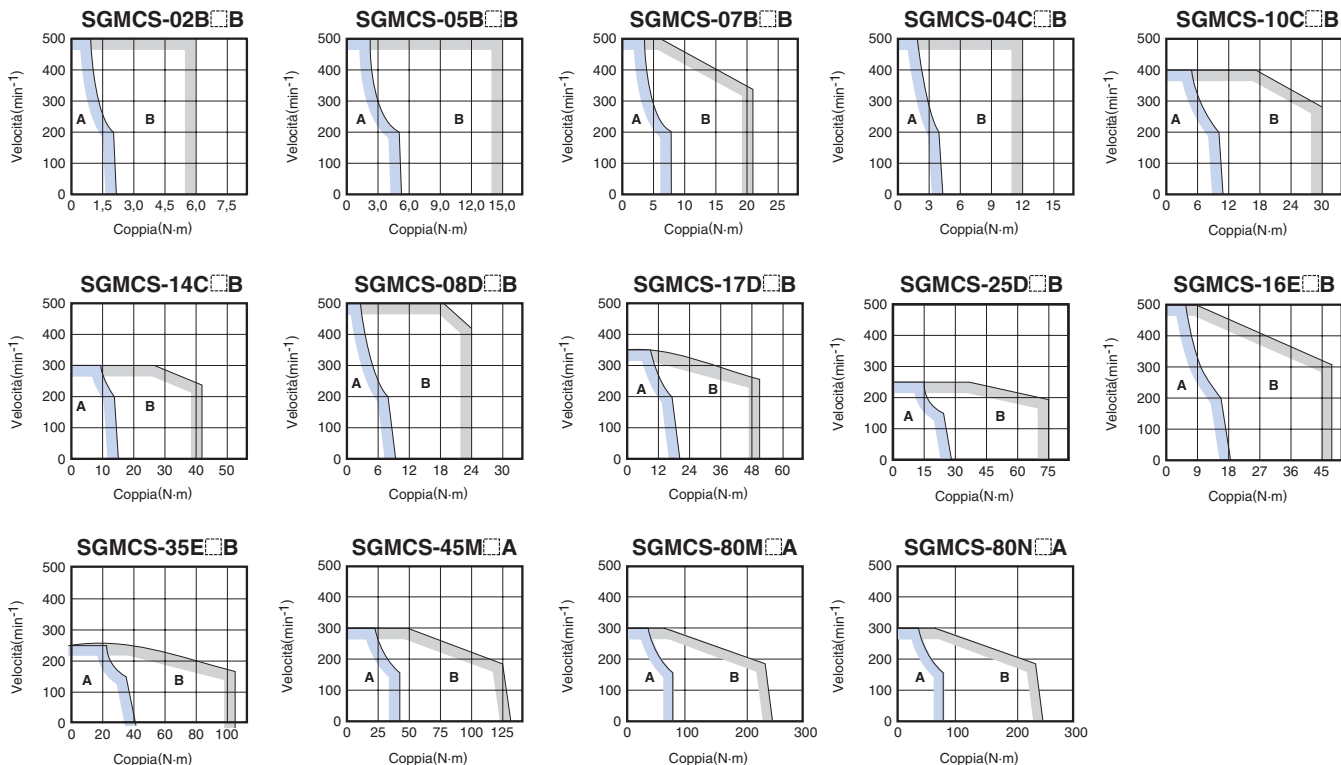 SGMCS-02B□B
Velocità(min-1)
500
400
300
200
100
0
A
B
0 1,5 3,0 4,5 6,0 7,5
Coppia(N·m)
SGMCS-05B□B
Velocità(min-1)
500
400
300
200
100
0
A
B
0 3,0 6,0 9,0 12,0 15,0
Coppia(N·m)
SGMCS-07B□B
Velocità(min-1)
500
400
300
200
100
0
A
B
0 5 10 15 20 25
Coppia(N·m)
SGMCS-04C□B
Velocità(min-1)
500
400
300
200
100
0
A
B
0 3 6 9 12 15
Coppia(N·m)
SGMCS-10C□B
Velocità(min-1)
500
400
300
200
100
0
A
B
0 6 12 18 24 30
Coppia(N·m)
SGMCS-14C□B
Velocità(min-1)
500
400
300
200
100
0
A
B
0 10 20 30 40 50
Coppia(N·m)
SGMCS-08D□B
Velocità(min-1)
500
400
300
200
100
0
A
B
0 6 12 18 24 30
Coppia(N·m)
SGMCS-17D□B
Velocità(min-1)
500
400
300
200
100
0
A
B
0 12 24 36 48 60
Coppia(N·m)
SGMCS-25D□B
Velocità(min-1)
500
400
300
200
100
0
A
B
0 15 30 45 60 75
Coppia(N·m)
SGMCS-16E□B
Velocità(min-1)
500
400
300
200
100
0
A
B
0 9 18 27 36 45
Coppia(N·m)
SGMCS-35E□B
Velocità(min-1)
500
400
300
200
100
0
A
B
0 20 40 60 80 100
Coppia(N·m)
SGMCS-45M□A
Velocità(min-1)
500
400
300
200
100
0
A
B
0 25 50 75 100 125
Coppia(N·m)
SGMCS-80M□A
Velocità(min-1)
500
400
300
200
100
0
A
B
0 100 200 300
Coppia(N·m)
SGMCS-80N□A
Velocità(min-1)
500
400
300
200
100
0
A
B
0 100 200 300
Coppia(N·m)